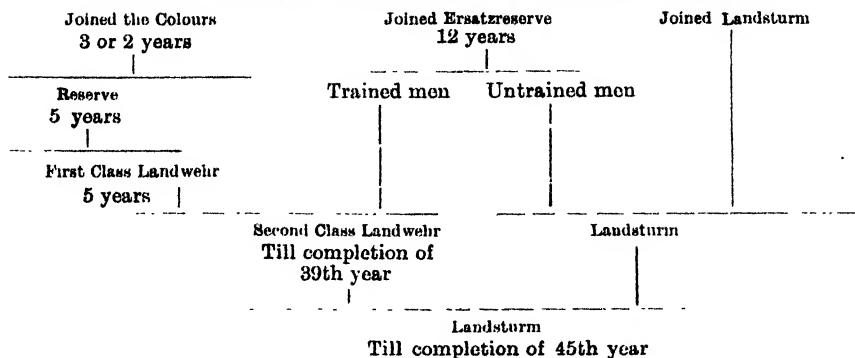 Joined the Colours
3 or 2 years
Joined Ersatzreserve
12 years
Joined Landsturm
Reserve
5 years
Trained men
Untrained men
First Class Landwehr
5 years
Second Class Landwehr
Till completion of
39th year
Landsturm
Landsturm
Till completion of 45th year